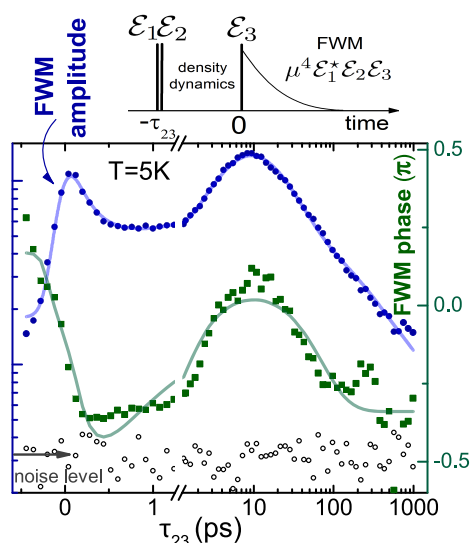 ℰ₁ℰ₂ ℰ₃
FWM
μ⁴ℰ₁*ℰ₂ℰ₃
density
dynamics
-τ₂₃ 0 time
FWM
amplitude
T=5K
0.5
0.0
-0.5
FWM phase (π)
noise level
0 1 10 100 1000
τ₂₃ (ps)